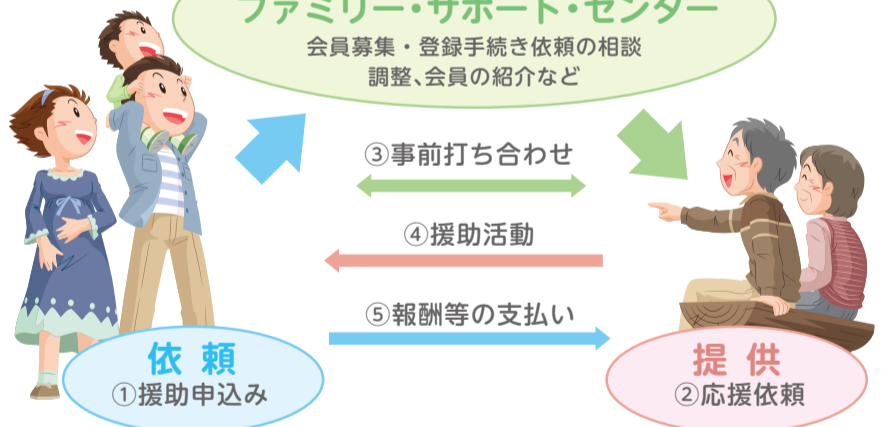 ファミリー・サポート・センター
会員募集・登録手続き依頼の相談
調整、会員の紹介など
③事前打ち合わせ
④援助活動
⑤報酬等の支払い
依頼
①援助申込み
提供
②応援依頼